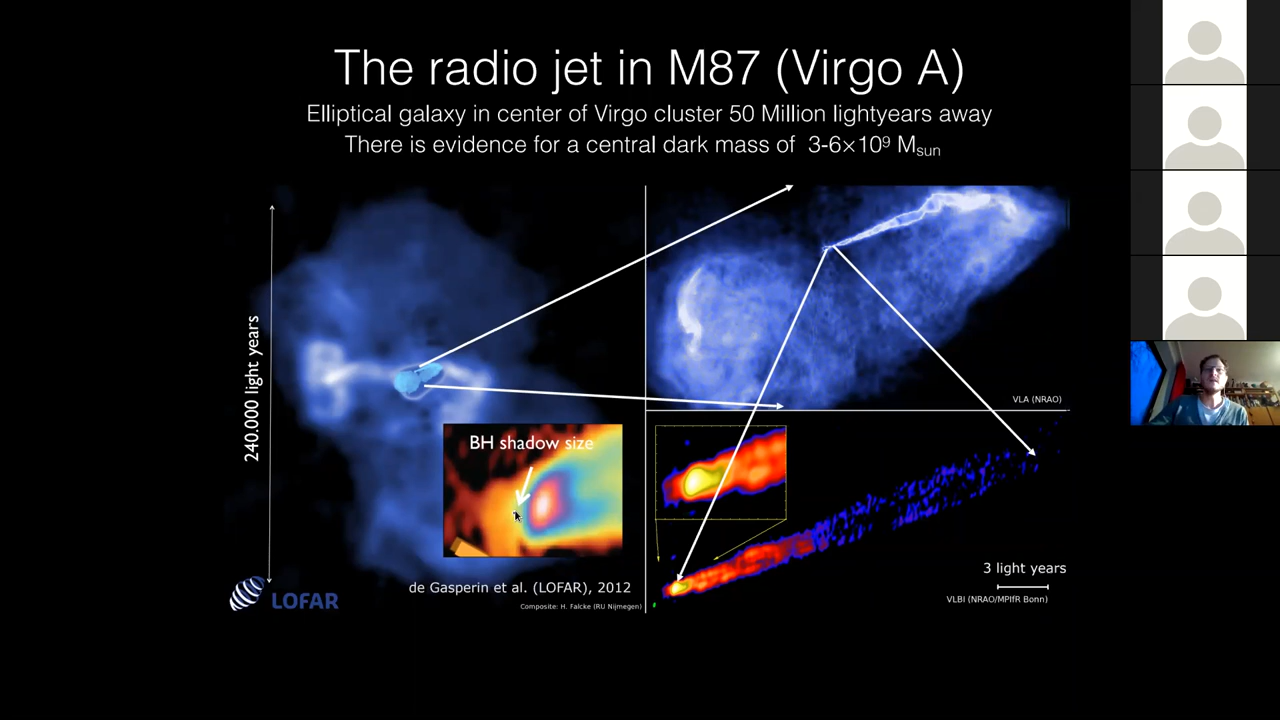 The radio jet in M87 (Virgo A)
Elliptical galaxy in center of Virgo cluster 50 Million lightyears away
There is evidence for a central dark mass of 3-6×10⁹ Msun
240.000 light years
BH shadow size
LOFAR
de Gasperin et al. (LOFAR), 2012
Composite: H. Falcke (RU Nijmegen)
VLA (NRAO)
3 light years
VLBI (NRAO/MPIfR Bonn)